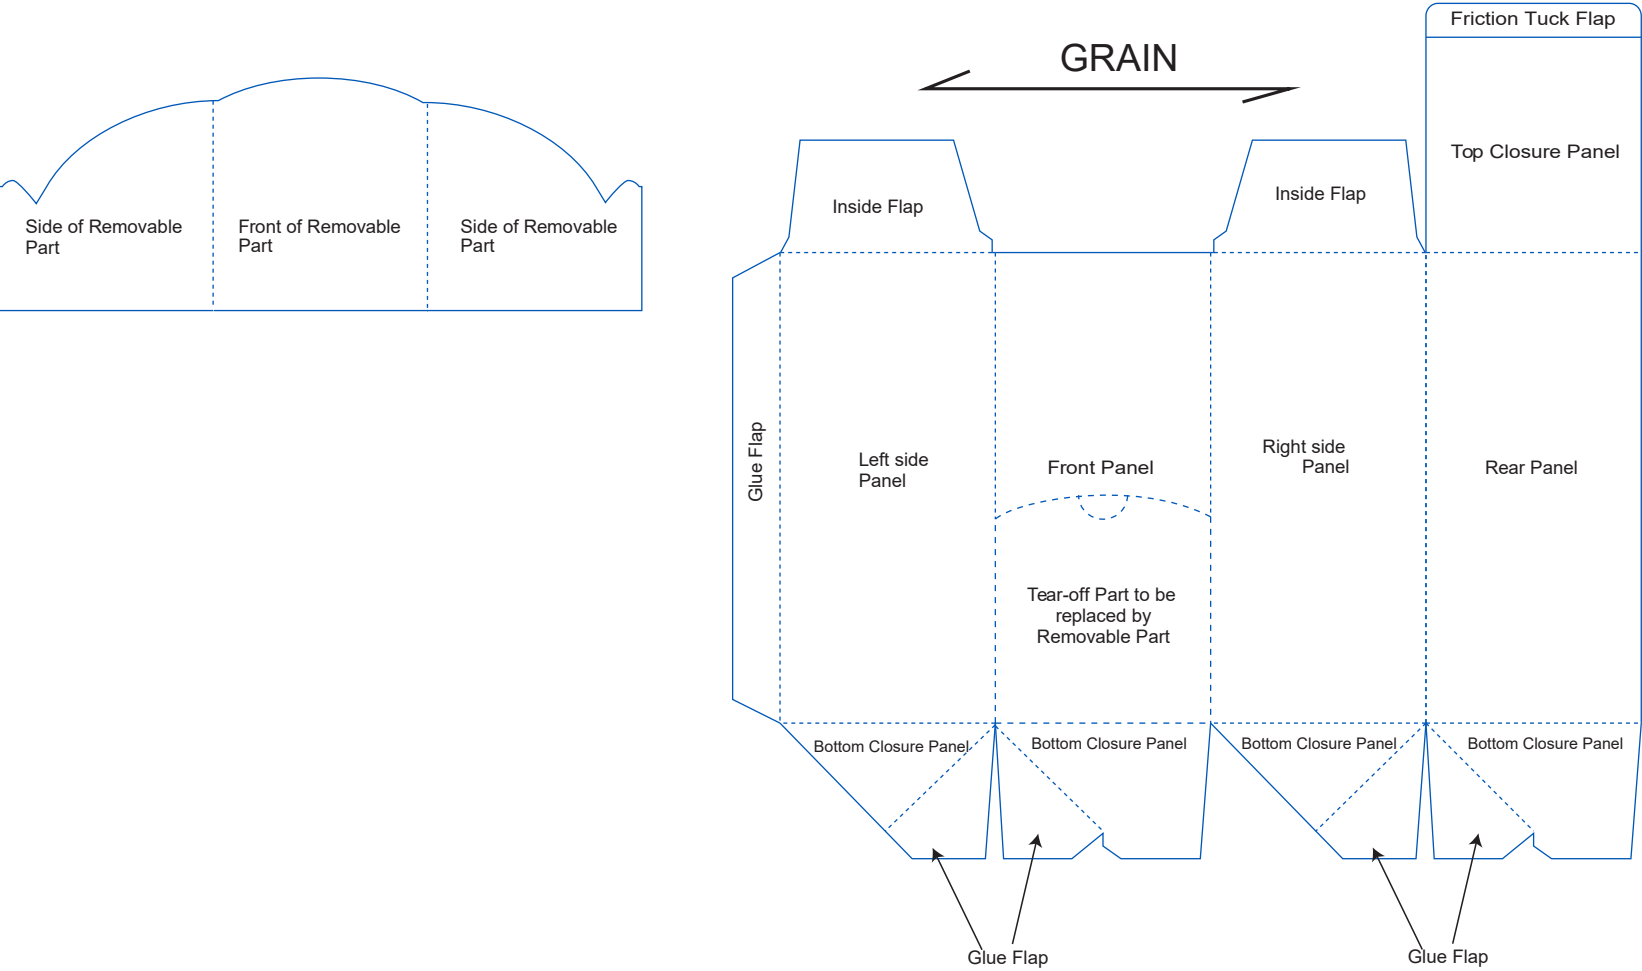 Friction Tuck Flap
GRAIN
Top Closure Panel
Inside Flap
Inside Flap
Side of Removable
Part
Front of Removable
Part
Side of Removable
Part
Glue Flap
Left side
Panel
Front Panel
Right side
Panel
Rear Panel
Tear-off Part to be
replaced by
Removable Part
Bottom Closure Panel
Bottom Closure Panel
Bottom Closure Panel
Bottom Closure Panel
Glue Flap
Glue Flap